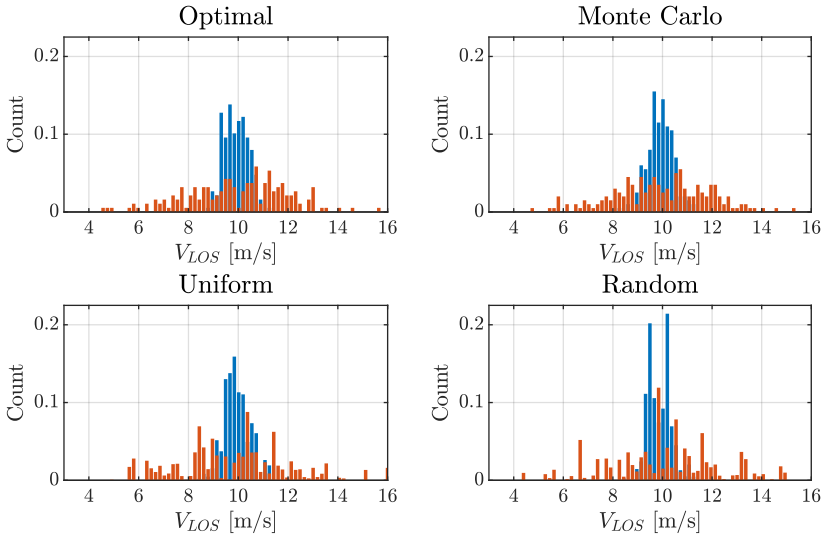 Optimal
Monte Carlo
0.2
0.1
0
Count
4 6 8 10 12 14 16
V_LOS [m/s]
0.2
0.1
0
Count
4 6 8 10 12 14 16
V_LOS [m/s]
Uniform
Random
0.2
0.1
0
Count
4 6 8 10 12 14 16
V_LOS [m/s]
0.2
0.1
0
Count
4 6 8 10 12 14 16
V_LOS [m/s]